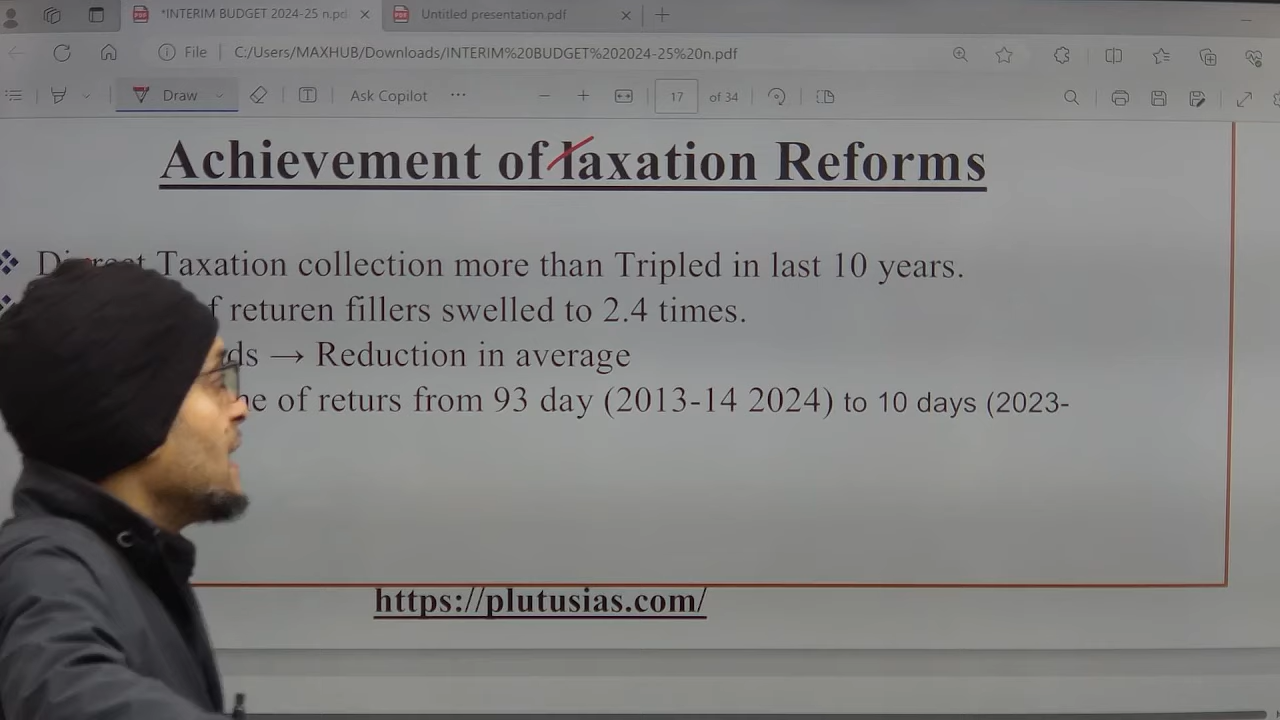 *INTERIM BUDGET 2024-25 n.pd
Untitled presentation.pdf
File
C:/Users/MAXHUB/Downloads/INTERIM%20BUDGET%202024-25%20n.pdf
Draw
Ask Copilot
17
of 34
Achievement of Taxation Reforms
Taxation collection more than Tripled in last 10 years.
returen fillers swelled to 2.4 times.
→ Reduction in average
of returs from 93 day (2013-14 2024) to 10 days (2023-
https://plutusias.com/